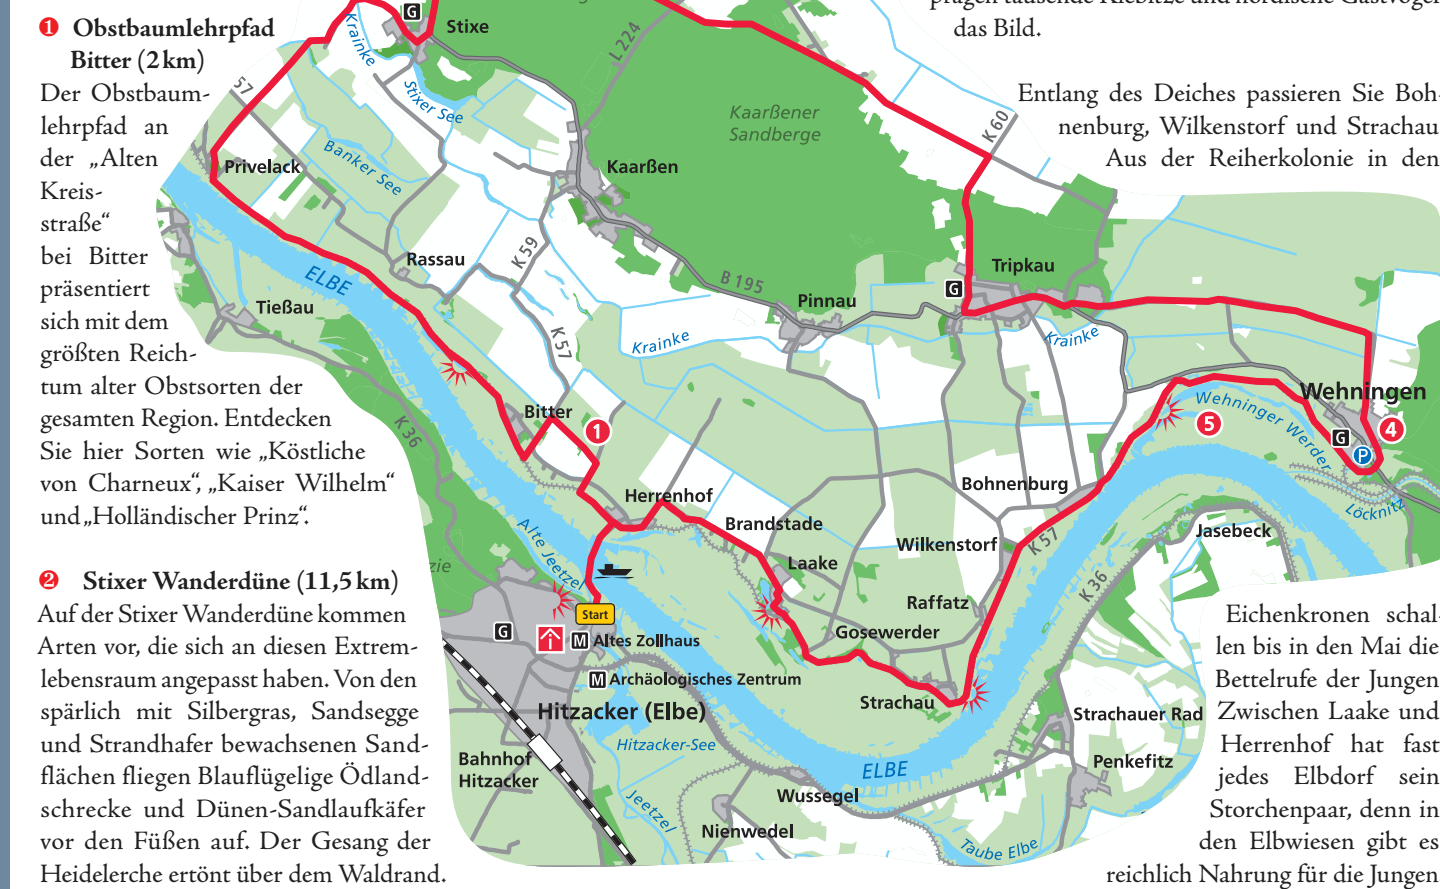 ❶ Obstbaumlehrpfad
Bitter (2 km)
Der Obstbaum-
lehrpfad an
der „Alten
Kreis-
straße“
bei Bitter
präsentiert
sich mit dem
größten Reich-
tum alter Obstsorten der
gesamten Region. Entdecken
Sie hier Sorten wie „Köstliche
von Charneux“, „Kaiser Wilhelm“
und „Holländischer Prinz“.
❷ Stixer Wanderdüne (11,5 km)
Auf der Stixer Wanderdüne kommen
Arten vor, die sich an diesen Extrem-
lebensraum angepasst haben. Von den
spärlich mit Silbergras, Sandsegge
und Strandhafer bewachsenen Sand-
flächen fliegen Blauflügelige Ödland-
schrecke und Dünen-Sandlaufkäfer
vor den Füßen auf. Der Gesang der
Heidelerche ertönt über dem Waldrand.
prägen tausende Kiebitze und nordische Gastvögel
das Bild.
Entlang des Deiches passieren Sie Boh-
nenburg, Wilkenstorf und Strachau
Aus der Reiherkolonie in den
Eichenkronen schal-
len bis in den Mai die
Bettelrufe der Jungen
Zwischen Laake und
Herrenhof hat fast
jedes Elbdorf sein
Storchenpaar, denn in
den Elbwiesen gibt es
reichlich Nahrung für die Jungen
G
Stixe
Krainke
L 224
Stixer See
57
Kaarßener
Sandberge
K 60
Banker See
Privelack
Kaarßen
Rassau
K 59
ELBE
Tießau
B 195
Pinnau
G
Tripkau
Krainke
Krainke
K 57
K 36
Bitter
1
Wehninger Werder
Wehningen
5
G
4
P
Löcknitz
Herrenhof
Bohnenburg
Brandstade
Wilkenstorf
K 57
Jasebeck
Alte Jeetzel
Laake
K 36
zie
Raffatz
Start
G
M Altes Zollhaus
Gosewerder
M Archäologisches Zentrum
Strachau
Hitzacker (Elbe)
Strachauer Rad
Hitzacker-See
Bahnhof
Hitzacker
Penkefitz
ELBE
Wussegel
Jeetzel
Nienwedel
Taube Elbe